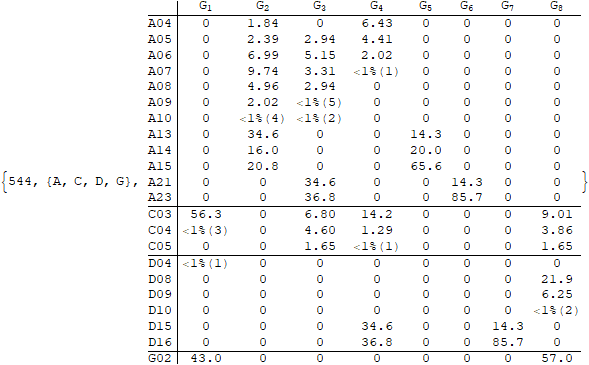 G1 G2 G3 G4 G5 G6 G7 G8
A04 0 1.84 0 6.43 0 0 0 0
A05 0 2.39 2.94 4.41 0 0 0 0
A06 0 6.99 5.15 2.02 0 0 0 0
A07 0 9.74 3.31 <1%(1) 0 0 0 0
A08 0 4.96 2.94 0 0 0 0 0
A09 0 2.02 <1%(5) 0 0 0 0 0
A10 0 <1%(4) <1%(2) 0 0 0 0 0
A13 0 34.6 0 0 14.3 0 0 0
A14 0 16.0 0 0 20.0 0 0 0
A15 0 20.8 0 0 65.6 0 0 0
{544, {A, C, D, G}, A21 0 0 34.6 0 0 14.3 0 0 }
A23 0 0 36.8 0 0 85.7 0 0
C03 56.3 0 6.80 14.2 0 0 0 9.01
C04 <1%(3) 0 4.60 1.29 0 0 0 3.86
C05 0 0 1.65 <1%(1) 0 0 0 1.65
D04 <1%(1) 0 0 0 0 0 0 0
D08 0 0 0 0 0 0 0 21.9
D09 0 0 0 0 0 0 0 6.25
D10 0 0 0 0 0 0 0 <1%(2)
D15 0 0 0 34.6 0 0 14.3 0
D16 0 0 0 36.8 0 0 85.7 0
G02 43.0 0 0 0 0 0 0 57.0